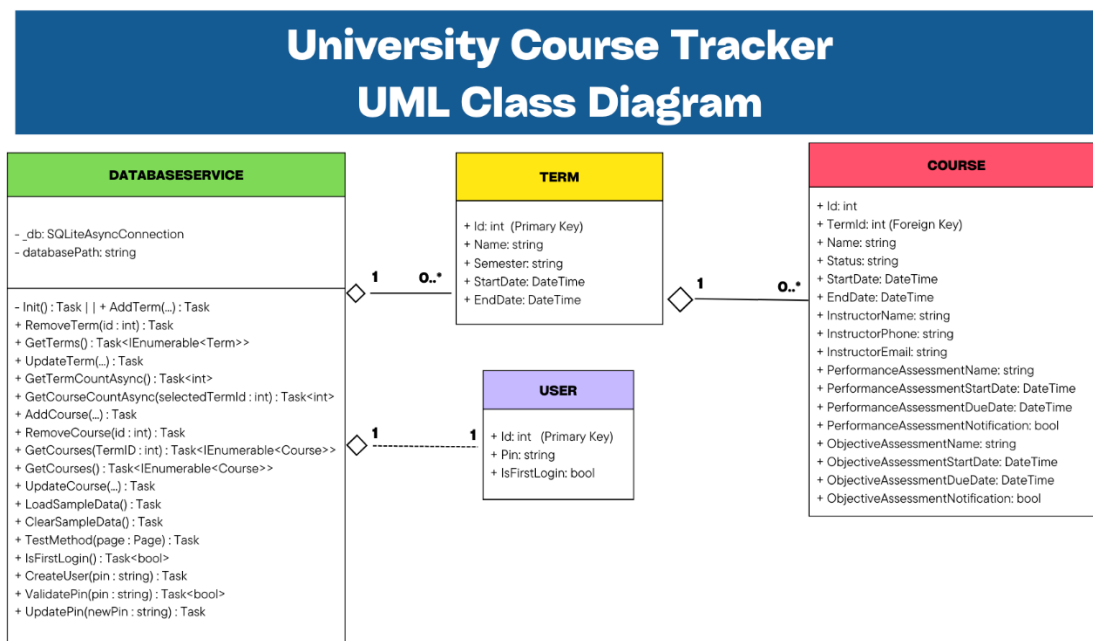 University Course Tracker
UML Class Diagram
DATABASESERVICE
- _db: SQLiteAsyncConnection
- databasePath: string
- Init() : Task | | + AddTerm(...) : Task
+ RemoveTerm(id : int) : Task
+ GetTerms() : Task<IEnumerable<Term>>
+ UpdateTerm(...) : Task
+ GetTermCountAsync() : Task<int>
+ GetCourseCountAsync(selectedTermId : int) : Task<int>
+ AddCourse(...) : Task
+ RemoveCourse(id : int) : Task
+ GetCourses(TermID : int) : Task<IEnumerable<Course>>
+ GetCourses() : Task<IEnumerable<Course>>
+ UpdateCourse(...) : Task
+ LoadSampleData() : Task
+ ClearSampleData() : Task
+ TestMethod(page : Page) : Task
+ IsFirstLogin() : Task<bool>
+ CreateUser(pin : string) : Task
+ ValidatePin(pin : string) : Task<bool>
+ UpdatePin(newPin : string) : Task
1
0..*
1
1
TERM
+ Id: int (Primary Key)
+ Name: string
+ Semester: string
+ StartDate: DateTime
+ EndDate: DateTime
1
0..*
USER
+ Id: int (Primary Key)
+ Pin: string
+ IsFirstLogin: bool
COURSE
+ Id: int
+ TermId: int (Foreign Key)
+ Name: string
+ Status: string
+ StartDate: DateTime
+ EndDate: DateTime
+ InstructorName: string
+ InstructorPhone: string
+ InstructorEmail: string
+ PerformanceAssessmentName: string
+ PerformanceAssessmentStartDate: DateTime
+ PerformanceAssessmentDueDate: DateTime
+ PerformanceAssessmentNotification: bool
+ ObjectiveAssessmentName: string
+ ObjectiveAssessmentStartDate: DateTime
+ ObjectiveAssessmentDueDate: DateTime
+ ObjectiveAssessmentNotification: bool